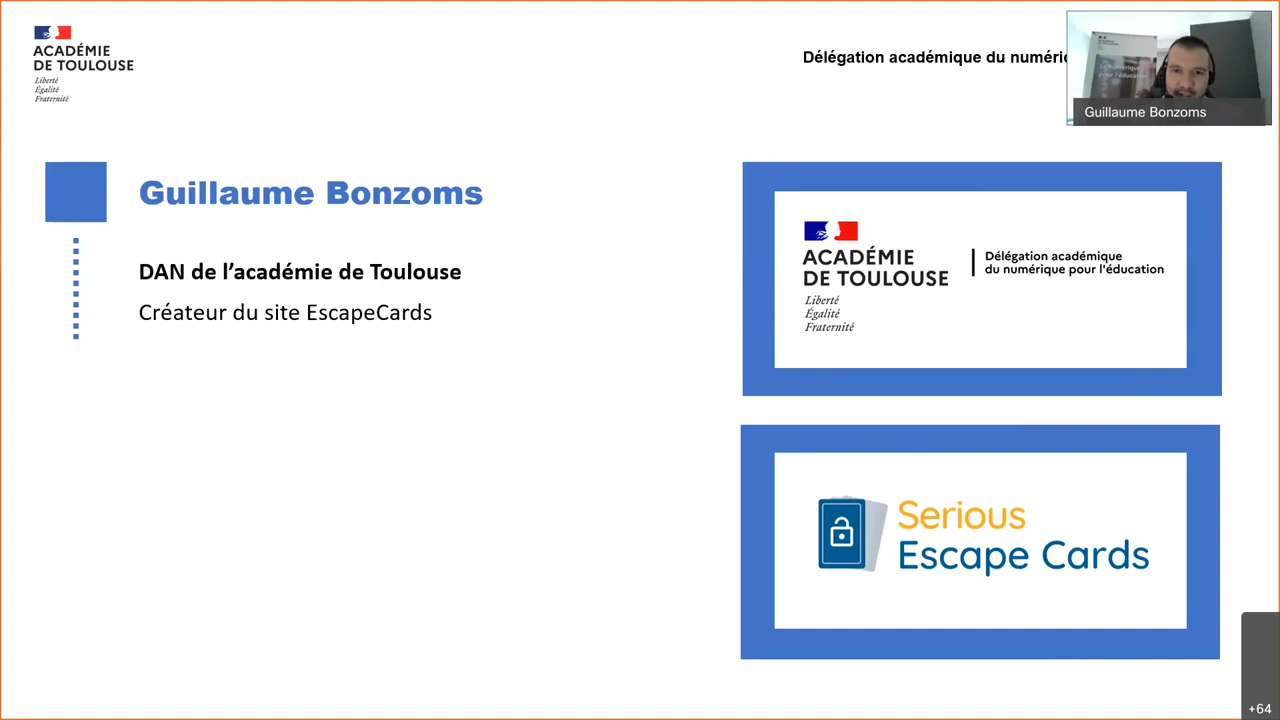 ACADÉMIE
DE TOULOUSE
Liberté
Égalité
Fraternité
Délégation académique du
Guillaume Bonzoms
Guillaume Bonzoms
DAN de l’académie de Toulouse
Créateur du site EscapeCards
ACADÉMIE
DE TOULOUSE
Liberté
Égalité
Fraternité
Délégation académique
du numérique pour l'éducation
Serious
Escape Cards
+64